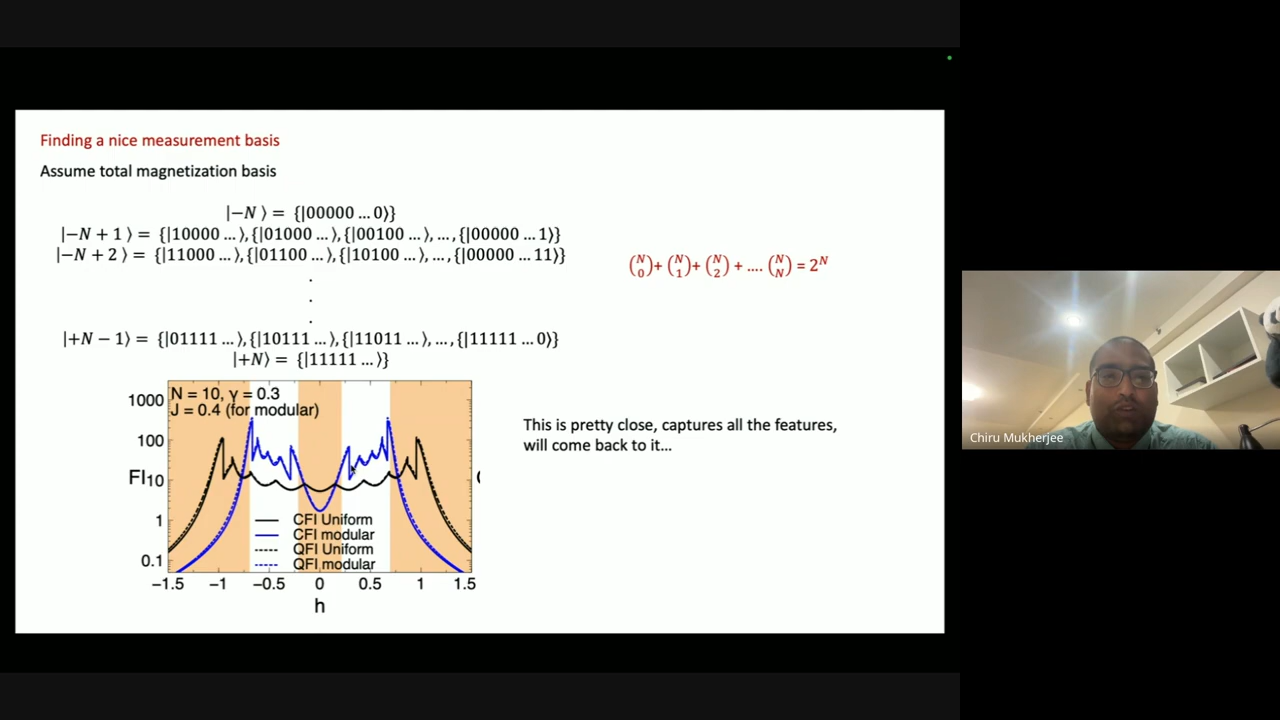 Finding a nice measurement basis
Assume total magnetization basis
|−N ⟩ = {|00000 … 0⟩}
|−N + 1 ⟩ = {|10000 … ⟩, {|01000 … ⟩, {|00100 … ⟩, … , {|00000 … 1⟩}
|−N + 2 ⟩ = {|11000 … ⟩, {|01100 … ⟩, {|10100 … ⟩, … , {|00000 … 11⟩}
.
.
.
(N 0)+ (N 1)+ (N 2) + …. (N N) = 2^N
|+N − 1⟩ = {|01111 … ⟩, {|10111 … ⟩, {|11011 … ⟩, … , {|11111 … 0⟩}
|+N⟩ = {|11111 … ⟩}
N = 10, γ = 0.3
J = 0.4 (for modular)
1000
100
10
1
0.1
FI
CFI Uniform
CFI modular
QFI Uniform
QFI modular
−1.5 −1 −0.5 0 0.5 1 1.5
h
This is pretty close, captures all the features,
will come back to it…
Chiru Mukherjee